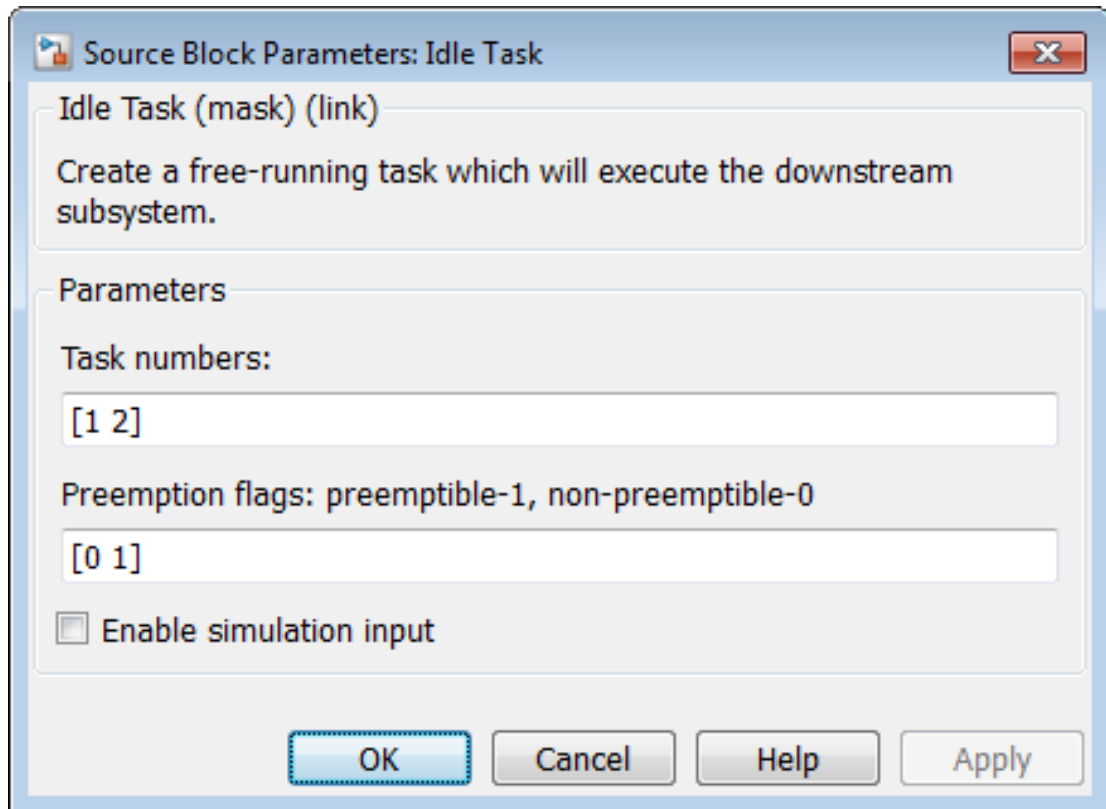 Source Block Parameters: Idle Task
Idle Task (mask) (link)
Create a free-running task which will execute the downstream
subsystem.
Parameters
Task numbers:
[1 2]
Preemption flags: preemptible-1, non-preemptible-0
[0 1]
Enable simulation input
OK Cancel Help Apply